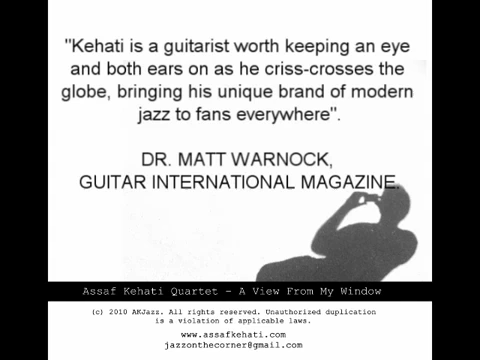 "Kehati is a guitarist worth keeping an eye
and both ears on as he criss-crosses the
globe, bringing his unique brand of modern
jazz to fans everywhere".
DR. MATT WARNOCK,
GUITAR INTERNATIONAL MAGAZINE.
Assaf Kehati Quartet - A View From My Window
(c) 2010 AKJazz. All rights reserved. Unauthorized duplication
is a violation of applicable laws.
www.assafkehati.com
jazzonthecorner@gmail.com